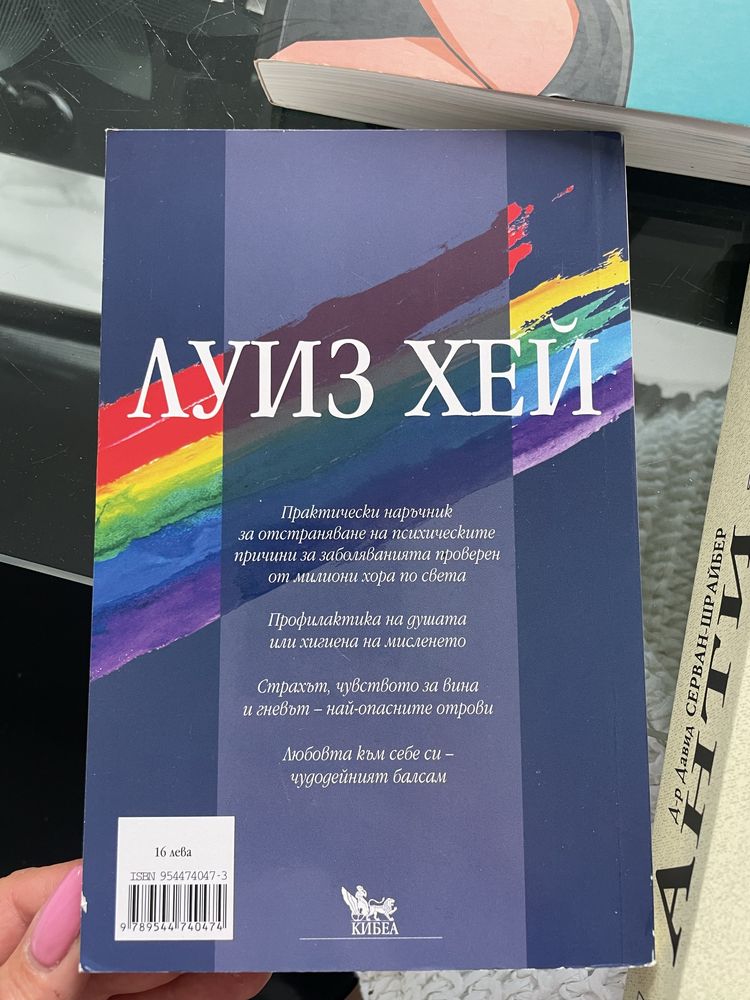 ЛУИЗ ХЕЙ
Практически наръчник
за отстраняване на психическите
причини за заболяванията проверен
от милиони хора по света
Профилактика на душата
или хигиена на мисленето
Страхът, чувството за вина
и гневът – най-опасните отрови
Любовта към себе си –
чудодейният балсам
16 лева
ISBN 954474047-3
9 789544 740474
КИБЕА
Д-р Давид СЕРВАН-ШРАЙБЕР
АНТИ